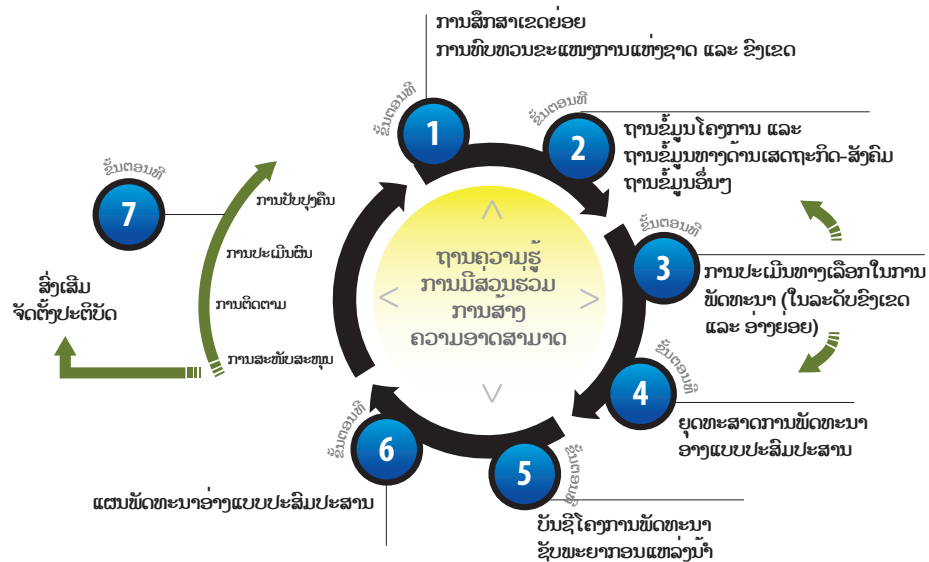 ການສຶກສາເຂດຍ່ອຍ
ການທົບທວນຂະແໜງການແຫ່ງຊາດ ແລະ ຂົງເຂດ
ຂັ້ນຕອນທີ
1
ຂັ້ນຕອນທີ
2
ຖານຂໍ້ມູນໂຄງການ ແລະ
ຖານຂໍ້ມູນທາງດ້ານເສດຖະກິດ-ສັງຄົມ
ຖານຂໍ້ມູນອື່ນໆ
ຂັ້ນຕອນທີ
3
ການປະເມີນທາງເລືອກໃນການ
ພັດທະນາ (ໃນລະດັບຂົງເຂດ
ແລະ ອ່າງຍ່ອຍ)
ຂັ້ນຕອນທີ
4
ຍຸດທະສາດການພັດທະນາ
ອາງແບບປະສົມປະສານ
ຂັ້ນຕອນທີ
5
ບັນຊີໂຄງການພັດທະນາ
ຊັບພະຍາກອນແຫລ່ງນ້ຳ
ຂັ້ນຕອນທີ
6
ແຜນພັດທະນາອ່າງແບບປະສົມປະສານ
ຂັ້ນຕອນທີ
7
ການປັບປຸງຄືນ
ການປະເມີນຜົນ
ການຕິດຕາມ
ການສະໜັບສະໜຸນ
ສົ່ງເສີມ
ຈັດຕັ້ງປະຕິບັດ
ຖານຄວາມຮູ້
ການມີສ່ວນຮ່ວມ
ການສ້າງ
ຄວາມອາດສາມາດ